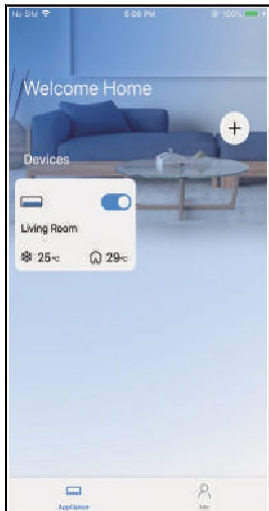 No SIM 5:08 PM 100%
Welcome Home
+
Devices
Living Room
25°C 29°C
Appliance Me